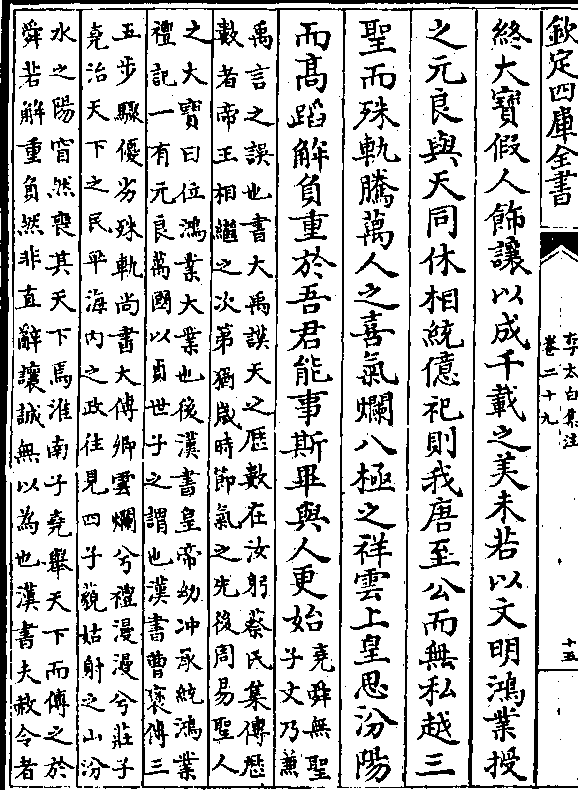 欽定四庫全書
李太白集注
卷二十九
十五
終大寳假人飾讓以成千載之美未若以文明鴻業授
之元良與天同休相統億祀則我唐至公而無私越三
聖而殊軌騰萬人之喜氣爛八極之祥雲上皇思汾陽
而髙蹈解負重於吾君能事斯畢與人更始
堯舜無聖
子文乃兼
禹言之誤也書大禹謨天之厯數在汝躬蔡氏集傳厯
數者帝王相繼之次第猶嵗時節氣之先後周易聖人
之大寳曰位鴻業大業也後漢書皇帝幼冲承統鴻業
禮記一有元良萬國以貞世子之謂也漢書曹褒傳三
五步驟優劣殊軌尚書大傳卿雲爛兮禮漫漫兮莊子
堯治天下之民平海内之政往見四子藐姑射之山汾
水之陽窅然喪其天下焉淮南子堯舉天下而傳之於
舜若解重負然非直辭讓誠無以為也漢書夫赦令者